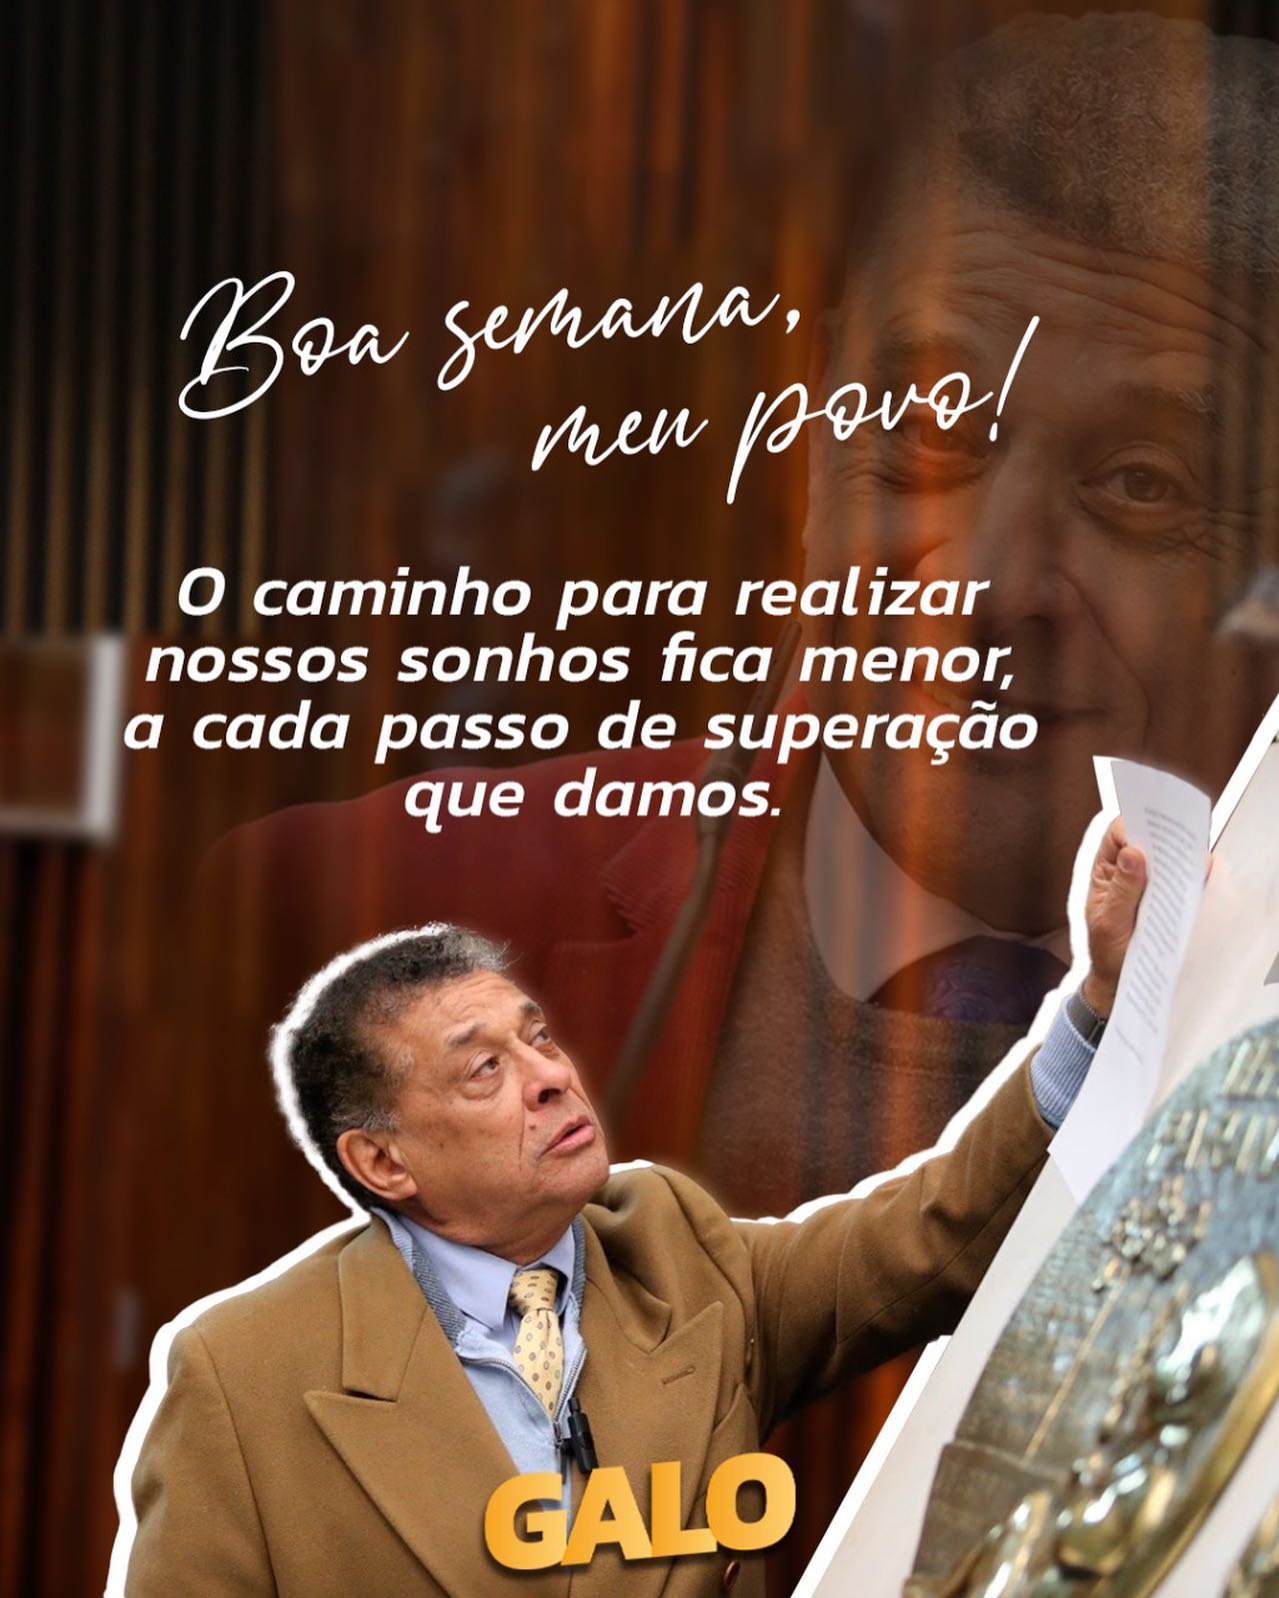 Boa semana,
meu povo!
O caminho para realizar
nossos sonhos fica menor,
a cada passo de superação
que damos.
GALO